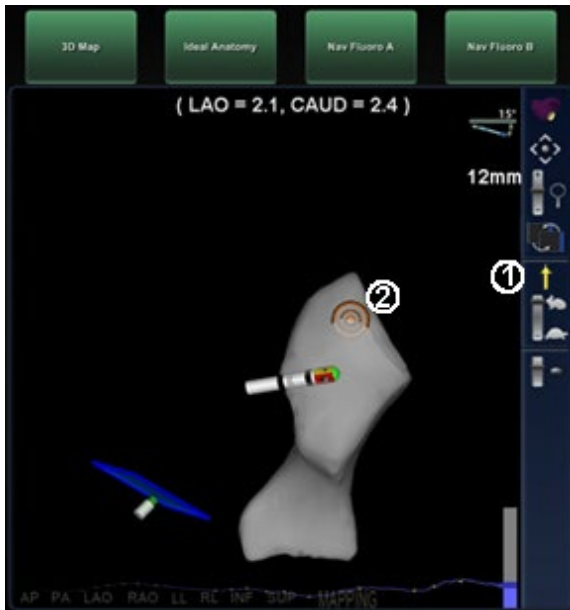 3D Map
Ideal Anatomy
Nav Fluoro A
Nav Fluoro B
( LAO = 2.1, CAUD = 2.4 )
15°
12mm
1
2
AP PA LAO RAO LL RL INF SUP - MAPPING